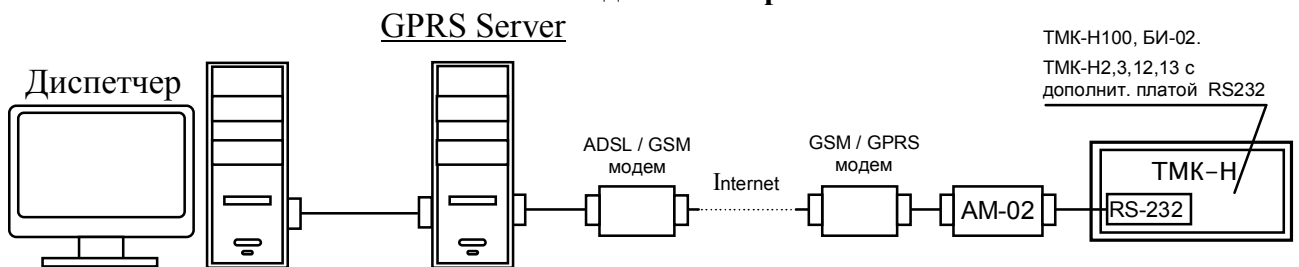 GPRS Server
Диспетчер
ТМК-Н100, БИ-02.
ТМК-Н2,3,12,13 с
дополнит. платой RS232
ADSL / GSM
модем
Internet
GSM / GPRS
модем
АМ-02
ТМК-Н
RS-232